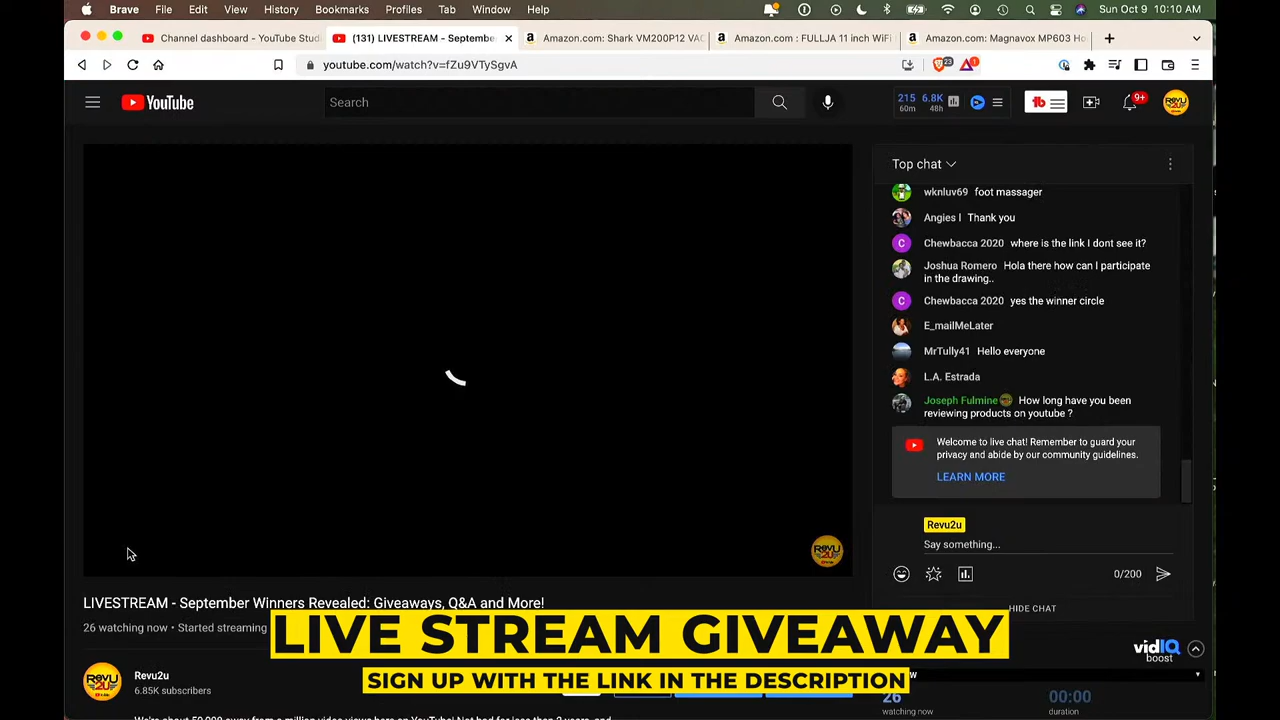 Brave File Edit View History Bookmarks Profiles Tab Window Help Sun Oct 9 10:10 AM
Channel dashboard - YouTube Stud (131) LIVESTREAM - Septembe Amazon.com: Shark VM200P12 VAC Amazon.com : FULLJA 11 inch WiFi Amazon.com: Magnavox MP603 Ho
youtube.com/watch?v=fZu9VTySgvA 23 1
YouTube Search 215 60m 6.8K 48h tb 9+
Top chat
wknluv69 foot massager
Angies I Thank you
C Chewbacca 2020 where is the link I dont see it?
Joshua Romero Hola there how can I participate
in the drawing..
C Chewbacca 2020 yes the winner circle
E_mailMeLater
MrTully41 Hello everyone
L.A. Estrada
Joseph Fulmine How long have you been
reviewing products on youtube ?
Welcome to live chat! Remember to guard your
privacy and abide by our community guidelines.
LEARN MORE
Revu2u
Say something...
0/200
HIDE CHAT
REVU 2U
LIVESTREAM - September Winners Revealed: Giveaways, Q&A and More!
26 watching now • Started streaming
LIVE STREAM GIVEAWAY
SIGN UP WITH THE LINK IN THE DESCRIPTION
vidIQ
boost
REVU 2U
Revu2u
6.85K subscribers
26
watching now
00:00
duration